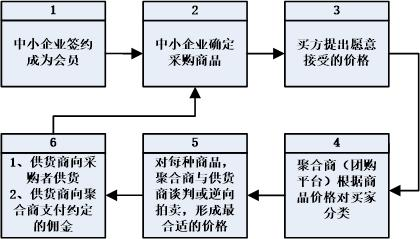 1
中小企业签约
成为会员
2
中小企业确定
采购商品
3
买方提出愿意
接受的价格
4
聚合商（团购
平台）根据商
品价格对买家
分类
5
对每种商品，
聚合商与供货
商谈判或逆向
拍卖，形成最
合适的价格
6
1、供货商向采
购者供货
2、供货商向聚
合商支付约定
的佣金